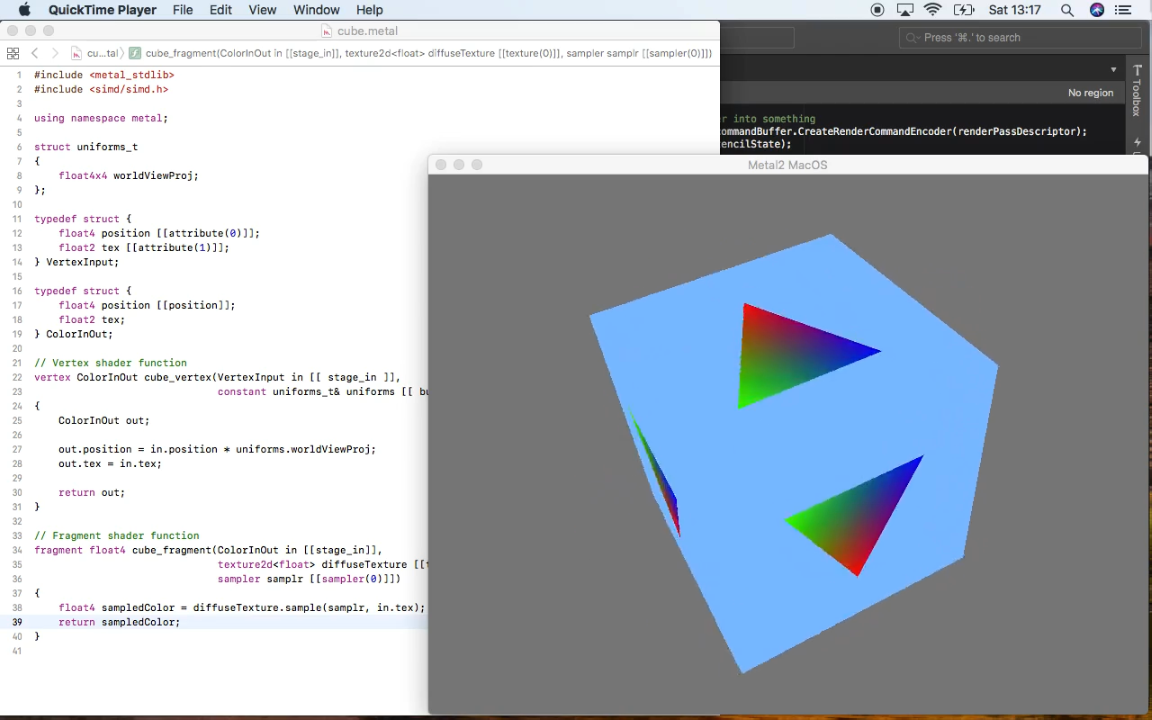 QuickTime Player File Edit View Window Help Sat 13:17
cube.metal
cu...tal) cube_fragment(ColorInOut in [[stage_in]], texture2d<float> diffuseTexture [[texture(0)]], sampler samplr [[sampler(0)]])
Press '⌘.' to search
No region
Toolbox
r into something
ommandBuffer.CreateRenderCommandEncoder(renderPassDescriptor);
encilState);
Metal2 MacOS
1 #include <metal_stdlib>
2 #include <simd/simd.h>
3
4 using namespace metal;
5
6 struct uniforms_t
7 {
8 float4x4 worldViewProj;
9 };
10
11 typedef struct {
12 float4 position [[attribute(0)]];
13 float2 tex [[attribute(1)]];
14 } VertexInput;
15
16 typedef struct {
17 float4 position [[position]];
18 float2 tex;
19 } ColorInOut;
20
21 // Vertex shader function
22 vertex ColorInOut cube_vertex(VertexInput in [[ stage_in ]],
23 constant uniforms_t& uniforms [[ bu
24 {
25 ColorInOut out;
26
27 out.position = in.position * uniforms.worldViewProj;
28 out.tex = in.tex;
29
30 return out;
31 }
32
33 // Fragment shader function
34 fragment float4 cube_fragment(ColorInOut in [[stage_in]],
35 texture2d<float> diffuseTexture [[t
36 sampler samplr [[sampler(0)]])
37 {
38 float4 sampledColor = diffuseTexture.sample(samplr, in.tex);
39 return sampledColor;
40 }
41